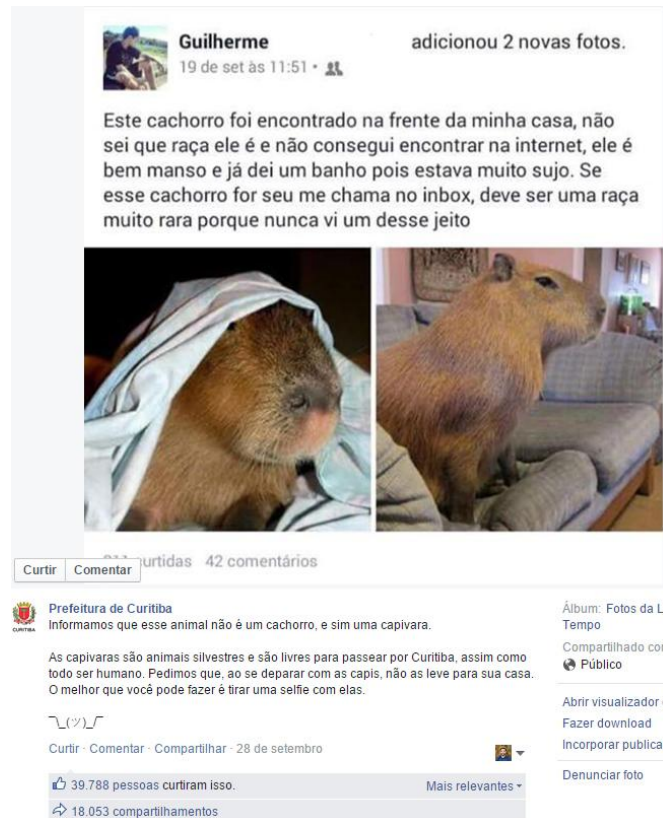 Guilherme adicionou 2 novas fotos.
19 de set às 11:51 •
Este cachorro foi encontrado na frente da minha casa, não
sei que raça ele é e não consegui encontrar na internet, ele é
bem manso e já dei um banho pois estava muito sujo. Se
esse cachorro for seu me chama no inbox, deve ser uma raça
muito rara porque nunca vi um desse jeito
curtidas 42 comentários
Curtir Comentar
CURITIBA
Prefeitura de Curitiba
Informamos que esse animal não é um cachorro, e sim uma capivara.
As capivaras são animais silvestres e são livres para passear por Curitiba, assim como
todo ser humano. Pedimos que, ao se deparar com as capis, não as leve para sua casa.
O melhor que você pode fazer é tirar uma selfie com elas.
¯\_(ツ)_/¯
Curtir · Comentar · Compartilhar · 28 de setembro
39.788 pessoas curtiram isso. Mais relevantes
18.053 compartilhamentos
Álbum: Fotos da L
Tempo
Compartilhado co
Público
Abrir visualizador
Fazer download
Incorporar publica
Denunciar foto